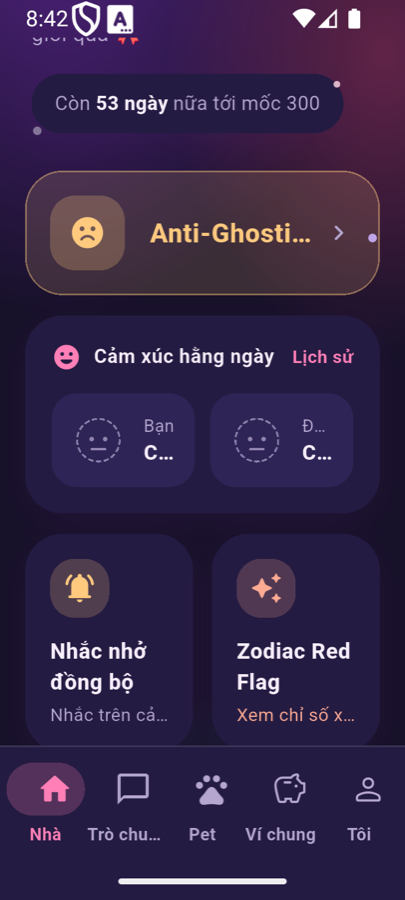 8:42
giỏi quá
Còn 53 ngày nữa tới mốc 300
Anti-Ghosti...
Cảm xúc hằng ngày
Lịch sử
Bạn
C...
Đ...
C...
Nhắc nhở
đồng bộ
Nhắc trên cả...
Zodiac Red
Flag
Xem chỉ số x...
Nhà
Trò chu...
Pet
Ví chung
Tôi